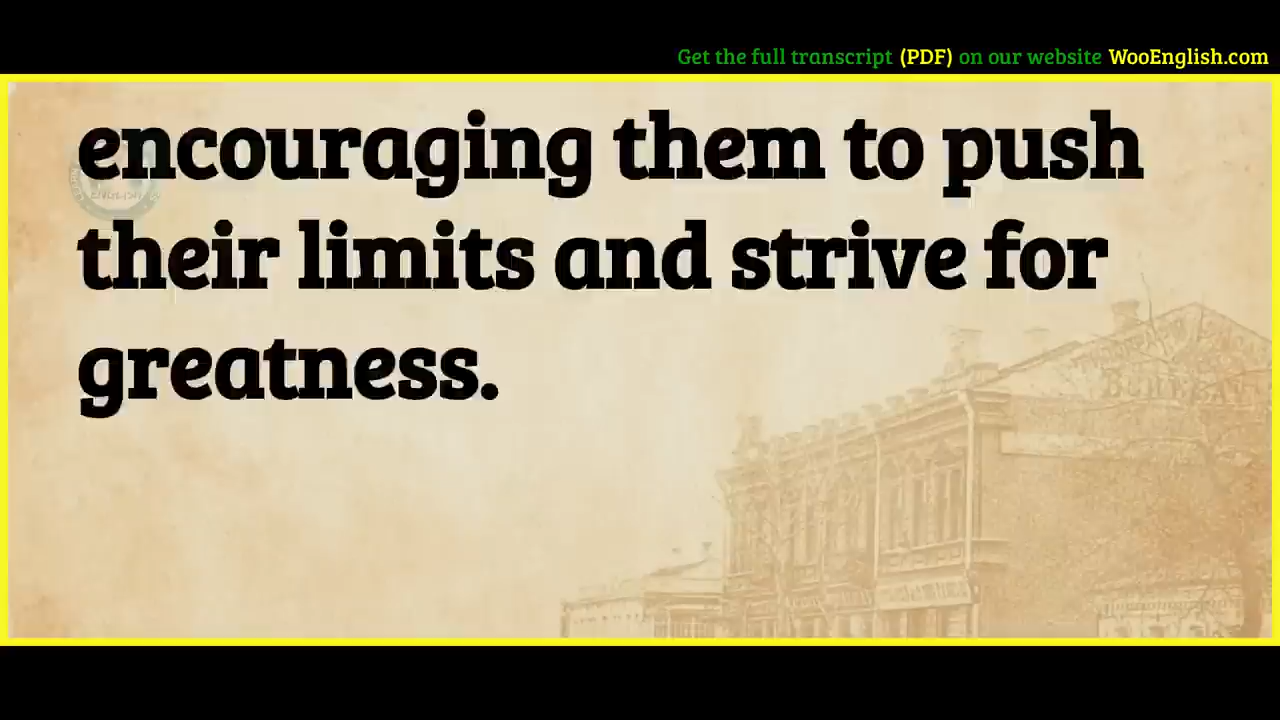 Get the full transcript (PDF) on our website WooEnglish.com
encouraging them to push
their limits and strive for
greatness.